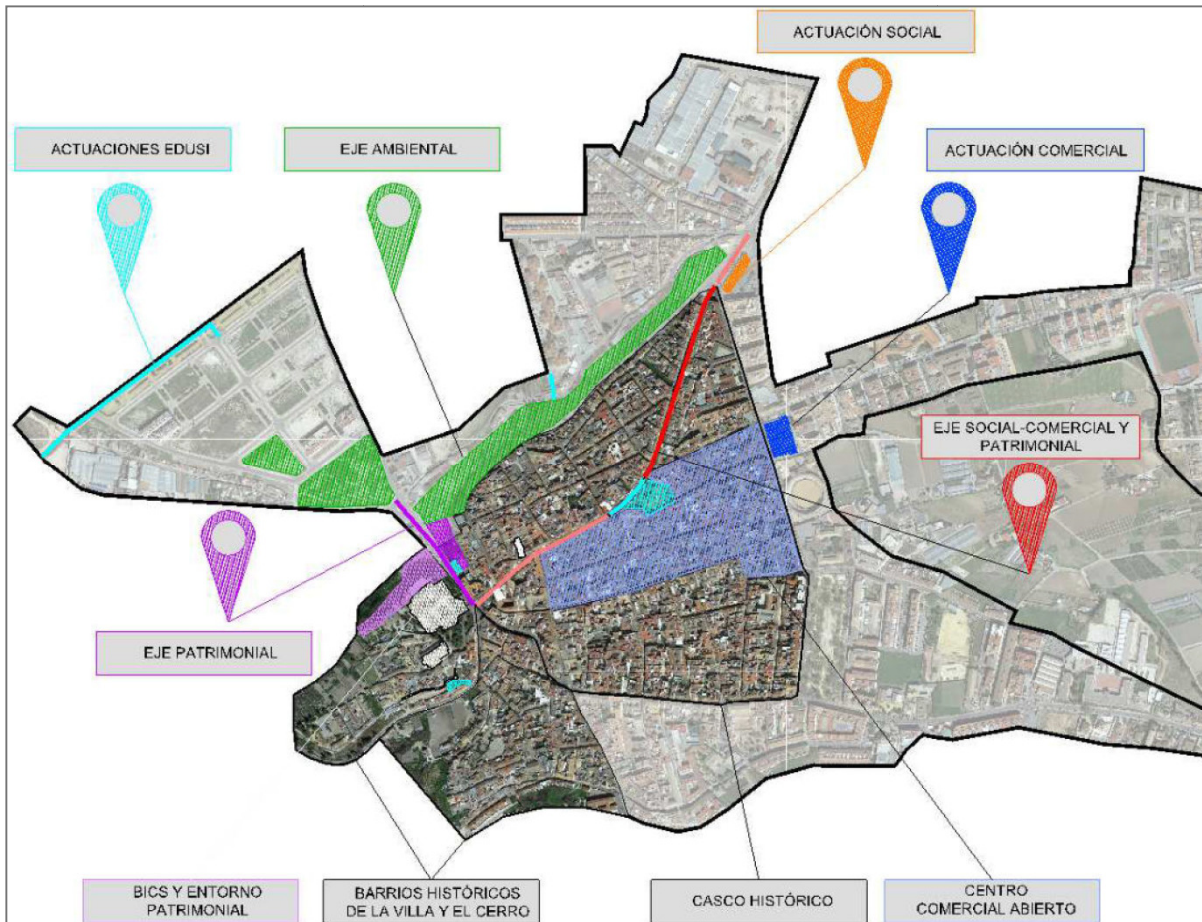 ACTUACIÓN SOCIAL
ACTUACIONES EDUSI
EJE AMBIENTAL
ACTUACIÓN COMERCIAL
EJE SOCIAL-COMERCIAL Y
PATRIMONIAL
EJE PATRIMONIAL
BICS Y ENTORNO
PATRIMONIAL
BARRIOS HISTÓRICOS
DE LA VILLA Y EL CERRO
CASCO HISTÓRICO
CENTRO
COMERCIAL ABIERTO